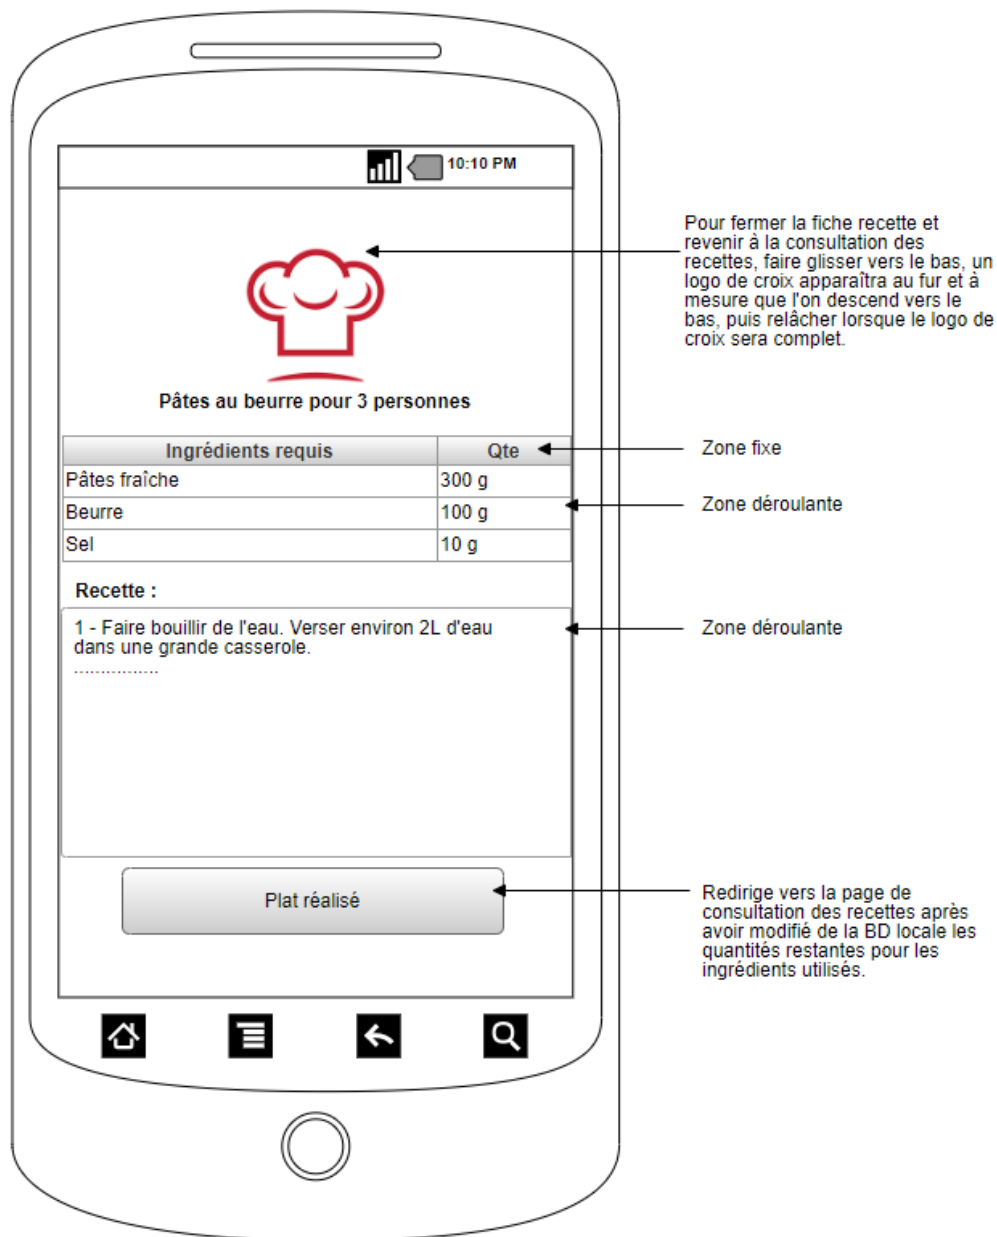 10:10 PM
Pour fermer la fiche recette et
revenir à la consultation des
recettes, faire glisser vers le bas, un
logo de croix apparaîtra au fur et à
mesure que l'on descend vers le
bas, puis relâcher lorsque le logo de
croix sera complet.
Pâtes au beurre pour 3 personnes
Ingrédients requis Qte
Zone fixe
Pâtes fraîche 300 g
Beurre 100 g
Zone déroulante
Sel 10 g
Recette :
1 - Faire bouillir de l'eau. Verser environ 2L d'eau
dans une grande casserole.
................
Zone déroulante
Plat réalisé
Redirige vers la page de
consultation des recettes après
avoir modifié de la BD locale les
quantités restantes pour les
ingrédients utilisés.